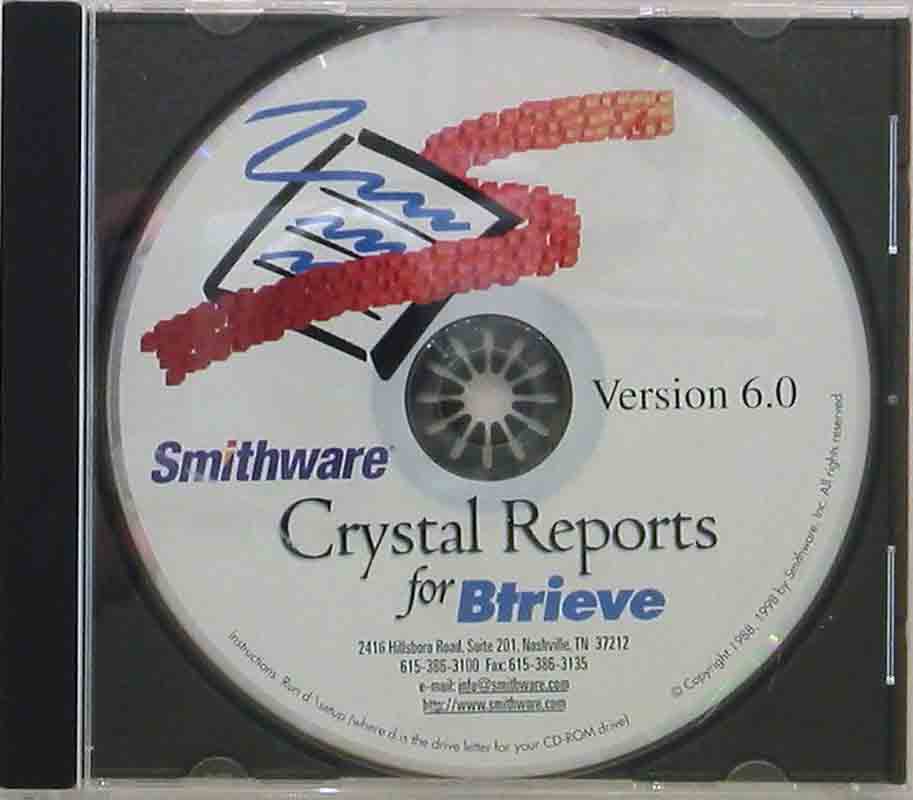 Version 6.0
Smithware
Crystal Reports
for Btrieve
2416 Hillsboro Road, Suite 201, Nashville, TN 37212
615-386-3100 Fax: 615-386-3135
e-mail: info@smithware.com
http://www.smithware.com
Instructions: Run d:\setup (where d is the drive letter for your CD-ROM drive)
© Copyright 1988, 1998 by Smithware, Inc. All rights reserved